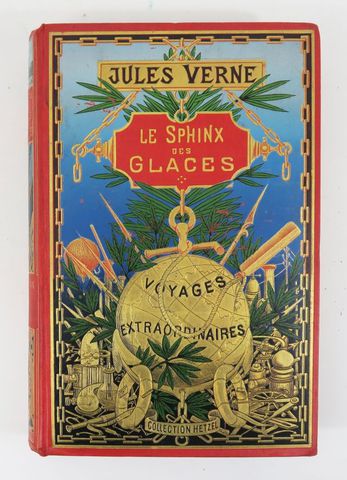 JULES VERNE
LE SPHINX
DES
GLACES
VOYAGES
EXTRAORDINAIRES
COLLECTION HETZEL